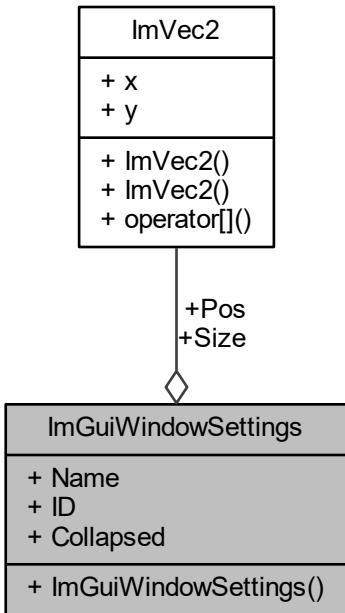 ImVec2
+ x
+ y
+ ImVec2()
+ ImVec2()
+ operator[]()
+Pos
+Size
ImGuiWindowSettings
+ Name
+ ID
+ Collapsed
+ ImGuiWindowSettings()